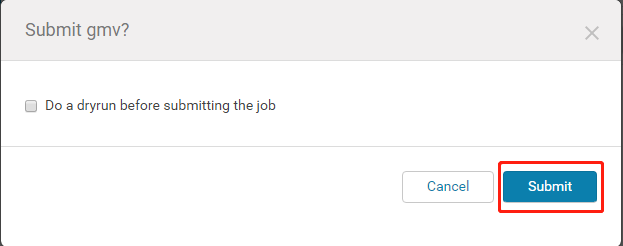 Submit gmv?
Do a dryrun before submitting the job
Cancel
Submit